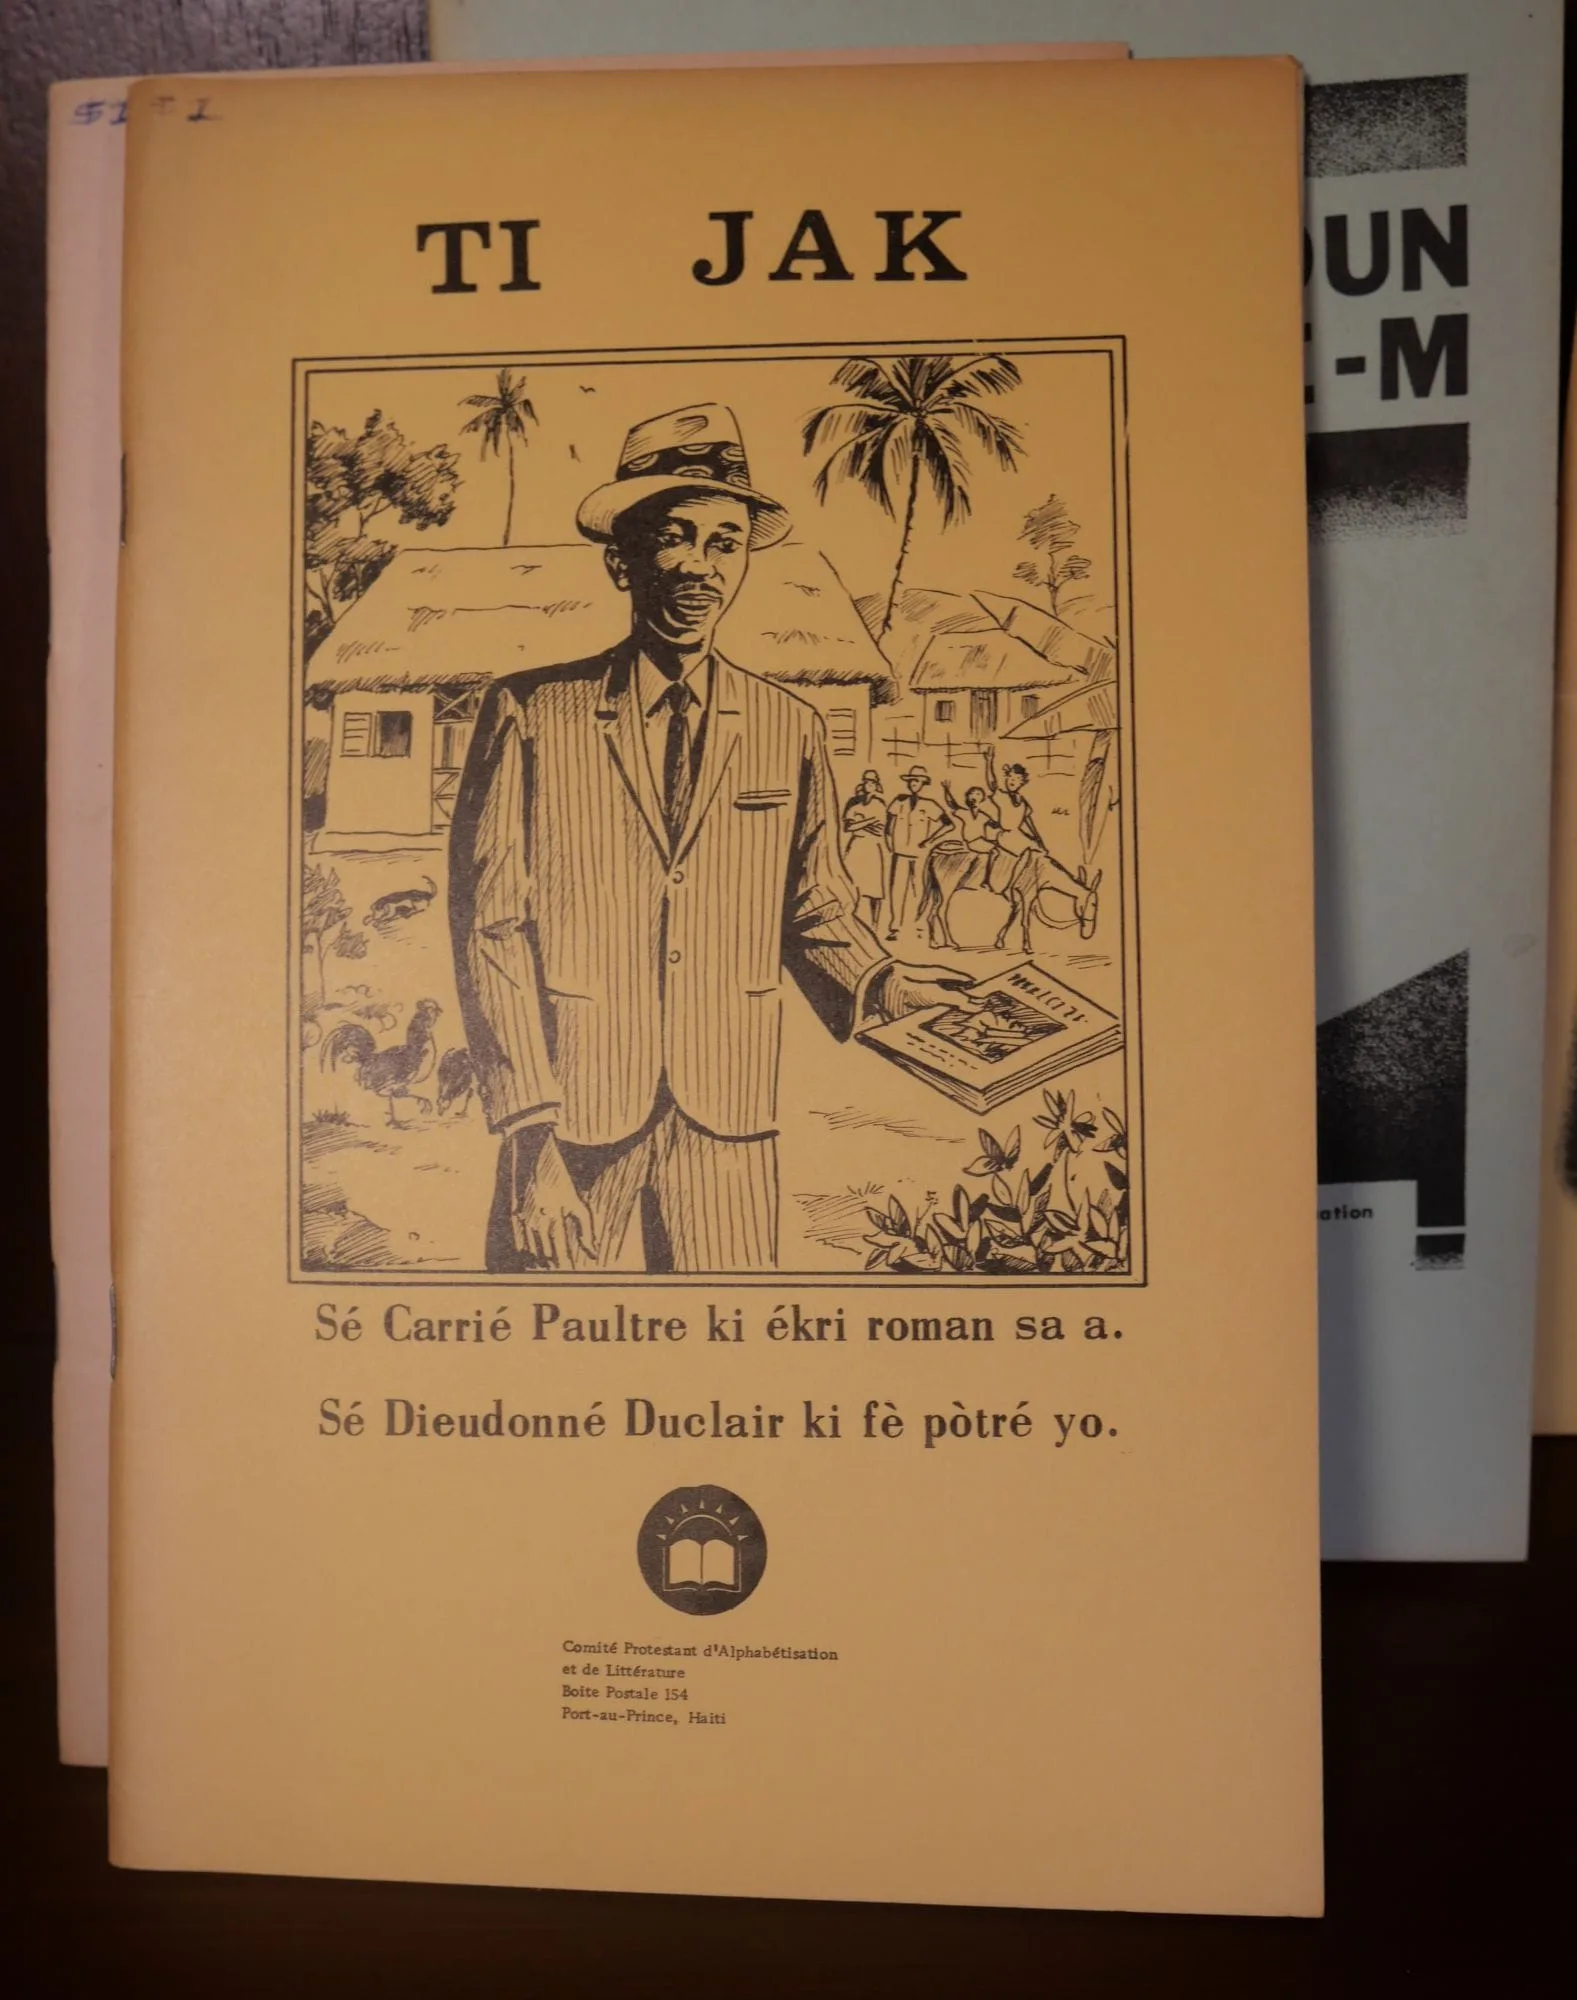 TI JAK
Sé Carrié Paultre ki ékri roman sa a.
Sé Dieudonné Duclair ki fè pòtré yo.
Comité Protestant d'Alphabétisation
et de Littérature
Boite Postale 154
Port-au-Prince, Haiti
OUN
E-M
ation